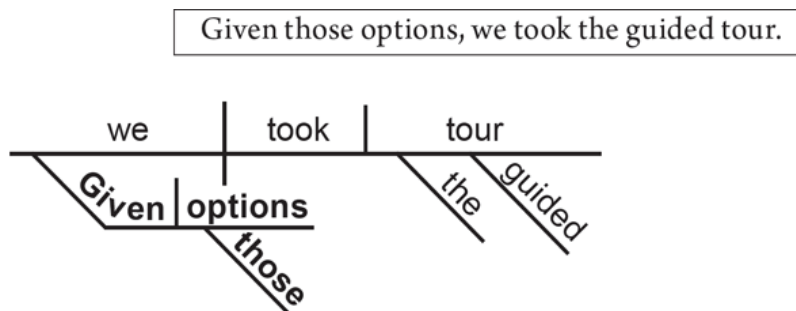 Given those options, we took the guided tour.
we took tour
Given options the guided
those